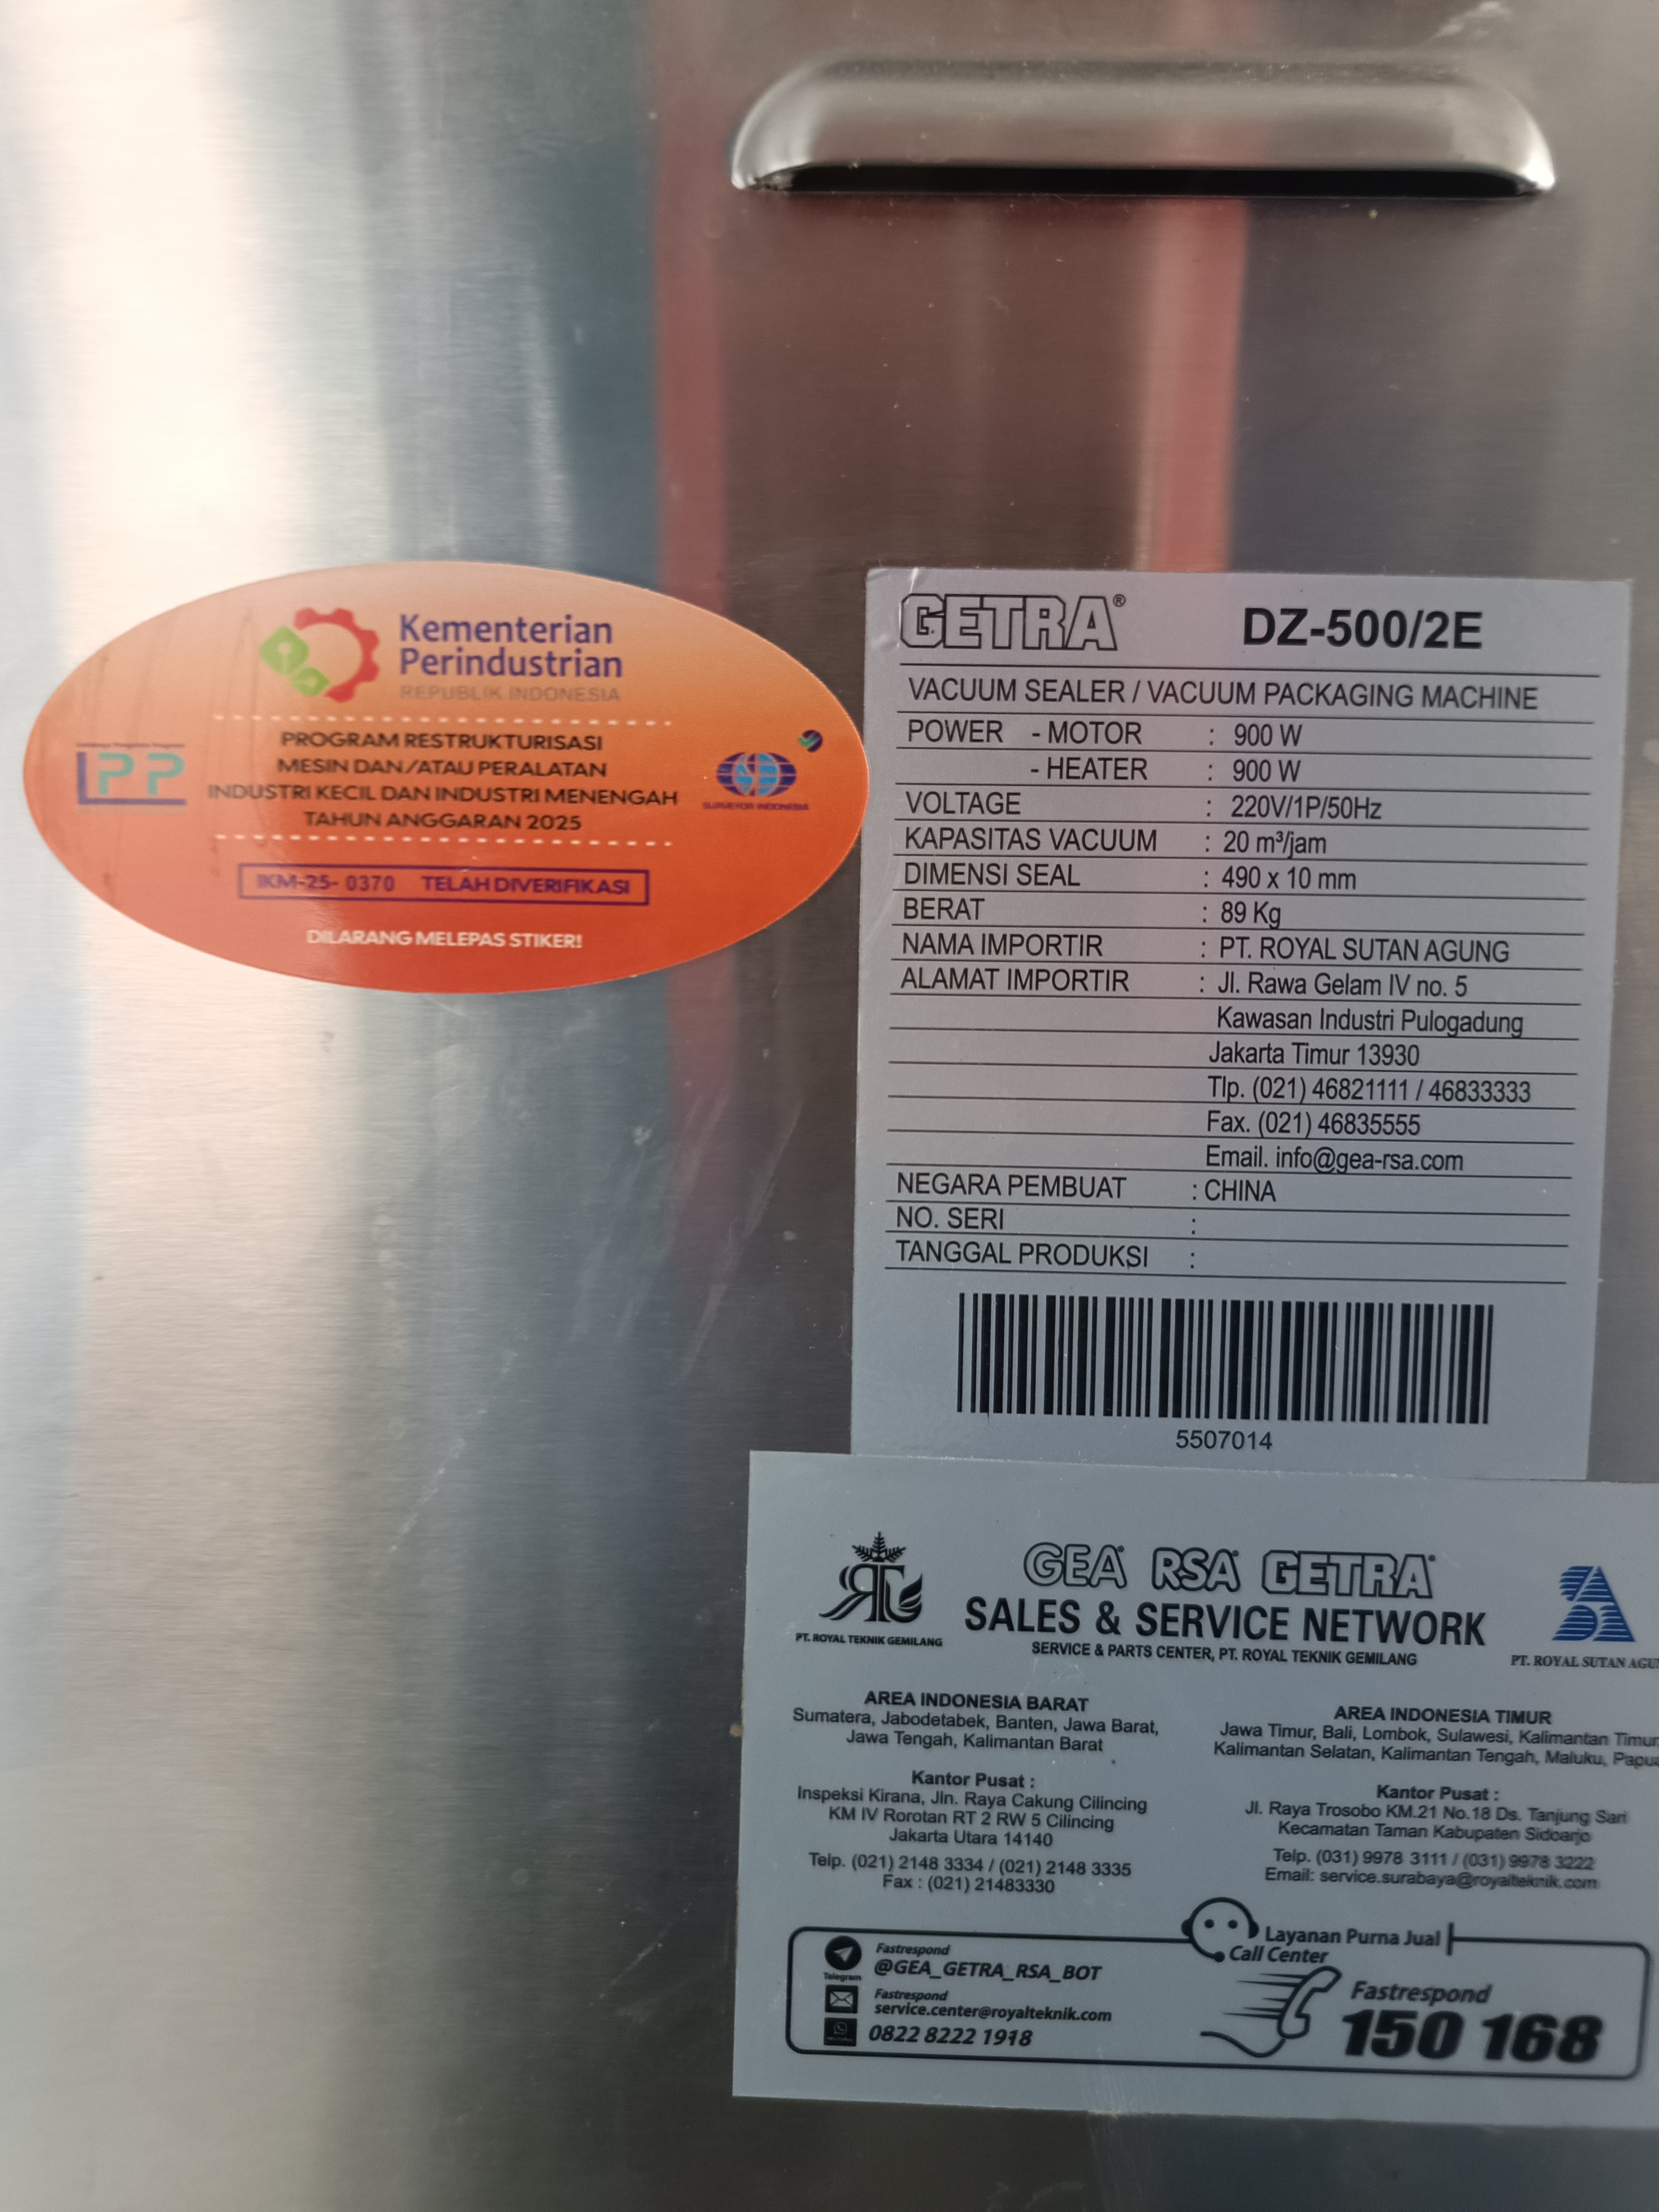 Kementerian
Perindustrian
REPUBLIK INDONESIA
LPP
PROGRAM RESTRUKTURISASI
MESIN DAN/ATAU PERALATAN
INDUSTRI KECIL DAN INDUSTRI MENENGAH
TAHUN ANGGARAN 2025
SURVEYOR INDONESIA
IKM-25- 0370 TELAH DIVERIFIKASI
DILARANG MELEPAS STIKER!
GETRA® DZ-500/2E
VACUUM SEALER / VACUUM PACKAGING MACHINE
POWER - MOTOR : 900 W
- HEATER : 900 W
VOLTAGE : 220V/1P/50Hz
KAPASITAS VACUUM : 20 m³/jam
DIMENSI SEAL : 490 x 10 mm
BERAT : 89 Kg
NAMA IMPORTIR : PT. ROYAL SUTAN AGUNG
ALAMAT IMPORTIR : Jl. Rawa Gelam IV no. 5
Kawasan Industri Pulogadung
Jakarta Timur 13930
Tlp. (021) 46821111 / 46833333
Fax. (021) 46835555
Email. info@gea-rsa.com
NEGARA PEMBUAT : CHINA
NO. SERI :
TANGGAL PRODUKSI :
5507014
GEA RSA GETRA
SALES & SERVICE NETWORK
SERVICE & PARTS CENTER, PT. ROYAL TEKNIK GEMILANG
PT. ROYAL TEKNIK GEMILANG
PT. ROYAL SUTAN AGU
AREA INDONESIA BARAT
Sumatera, Jabodetabek, Banten, Jawa Barat,
Jawa Tengah, Kalimantan Barat
Kantor Pusat :
Inspeksi Kirana, Jln. Raya Cakung Cilincing
KM IV Rorotan RT 2 RW 5 Cilincing
Jakarta Utara 14140
Telp. (021) 2148 3334 / (021) 2148 3335
Fax : (021) 21483330
AREA INDONESIA TIMUR
Jawa Timur, Bali, Lombok, Sulawesi, Kalimantan Timur
Kalimantan Selatan, Kalimantan Tengah, Maluku, Papua
Kantor Pusat :
Jl. Raya Trosobo KM.21 No.18 Ds. Tanjung Sari
Kecamatan Taman Kabupaten Sidoarjo
Telp. (031) 9978 3111 / (031) 9978 3222
Email: service.surabaya@royalteknik.com
Layanan Purna Jual
Call Center
Telegram
Fastrespond
@GEA_GETRA_RSA_BOT
Fastrespond
service.center@royalteknik.com
0822 8222 1918
Fastrespond
150 168